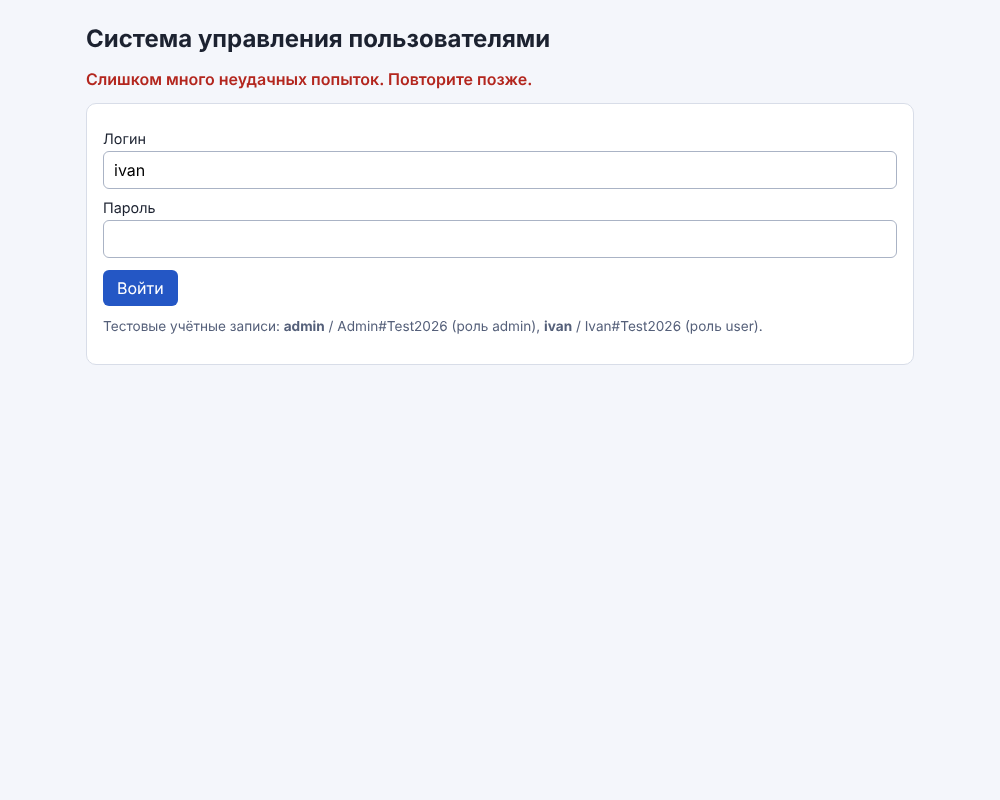 Система управления пользователями
Слишком много неудачных попыток. Повторите позже.
Логин
ivan
Пароль
Войти
Тестовые учётные записи: admin / Admin#Test2026 (роль admin), ivan / Ivan#Test2026 (роль user).